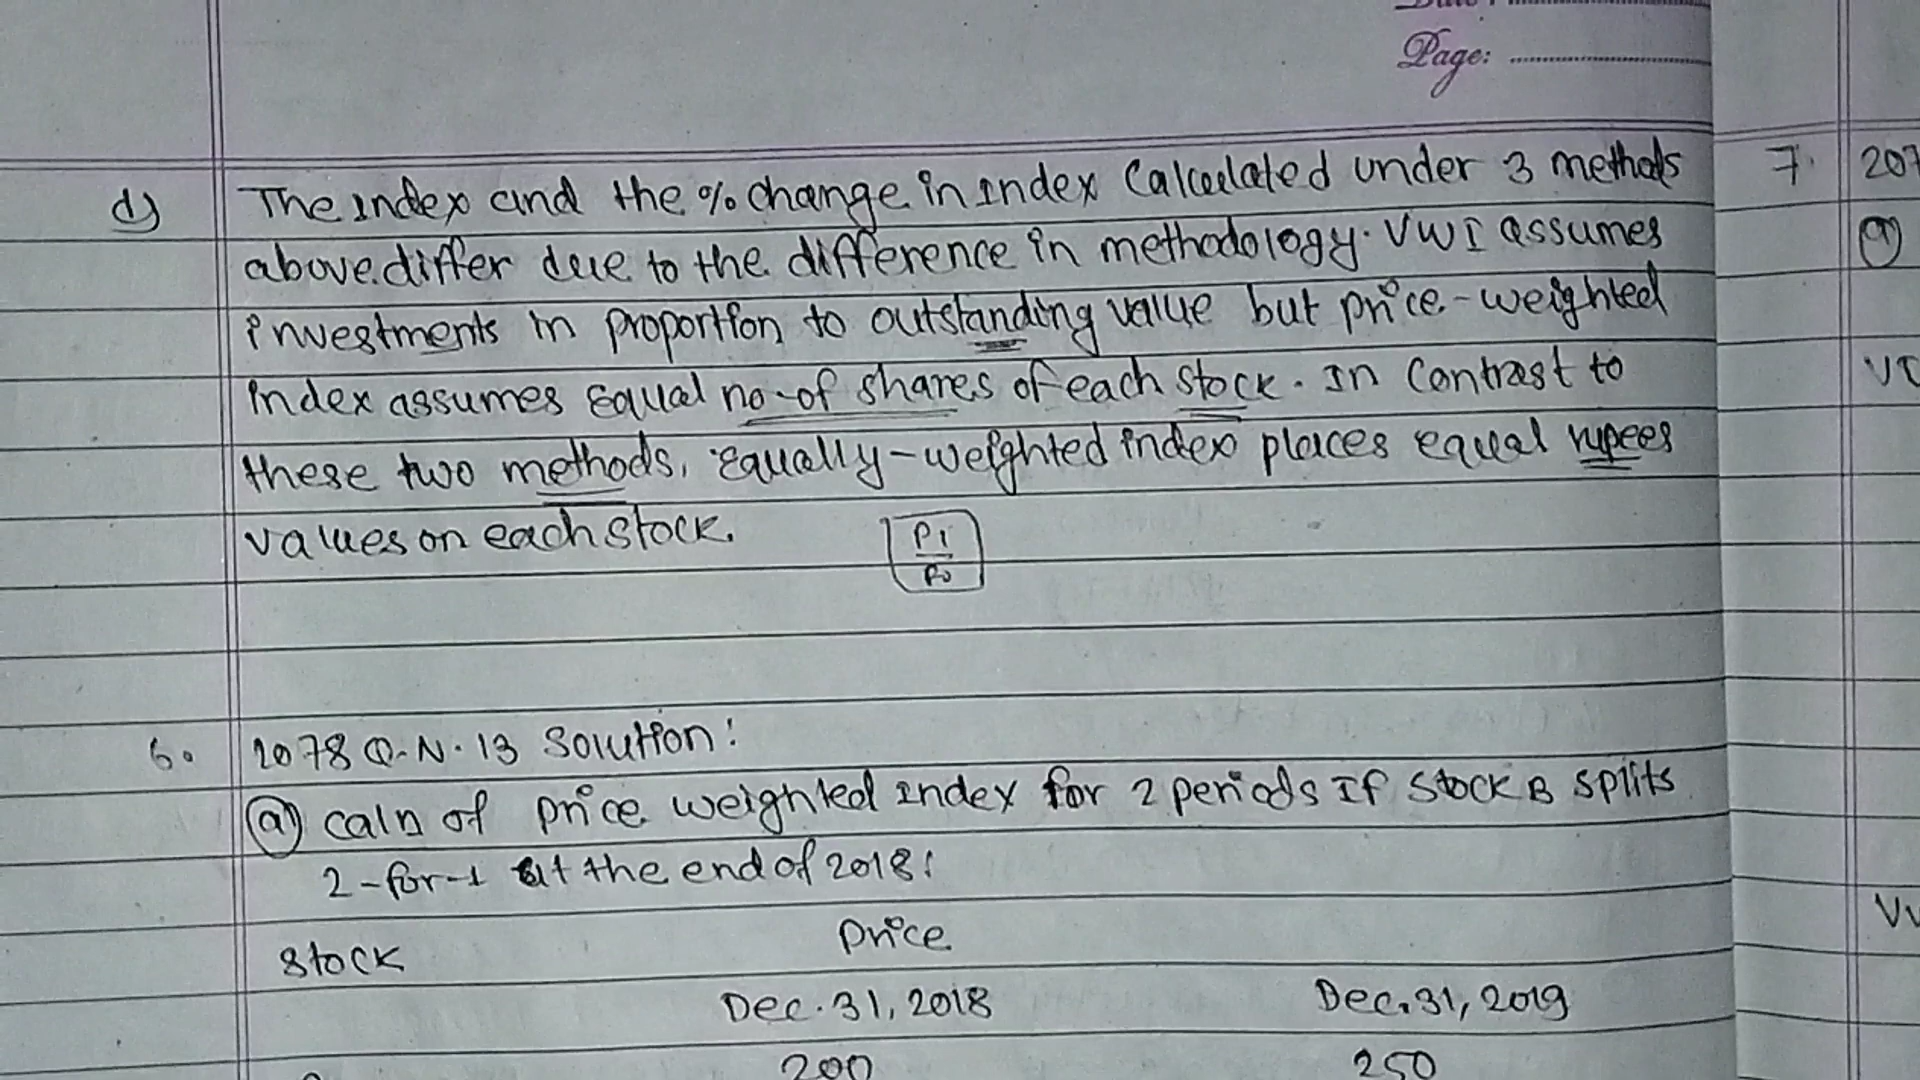 Page:
d) The Index and the % change in Index Calculated under 3 methods
above differ due to the difference in methodology. VWI assumes
investments in proportion to outstanding value but price-weighted
index assumes Equal no. of shares of each stock. In Contrast to
these two methods, Equally-weighted index places equal rupees
values on each stock.
P1
P0
6. 2078 Q.N. 13 Solution:
(a) caln of price weighted Index for 2 periods If Stock B splits
2-for-1 at the end of 2018:
Stock Price
Dec. 31, 2018 Dec. 31, 2019
200 250
7. 207
(a)